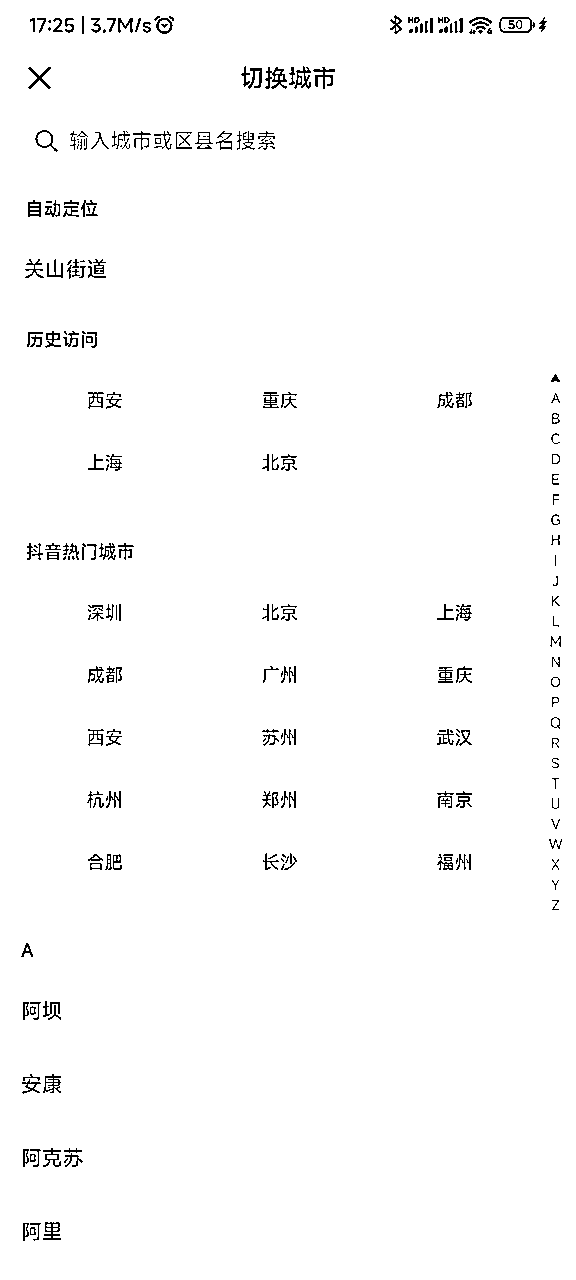 17:25 | 3.7M/s
HD HD 50
切换城市
输入城市或区县名搜索
自动定位
关山街道
历史访问
西安 重庆 成都
上海 北京
抖音热门城市
深圳 北京 上海
成都 广州 重庆
西安 苏州 武汉
杭州 郑州 南京
合肥 长沙 福州
A
B
C
D
E
F
G
H
I
J
K
L
M
N
O
P
Q
R
S
T
U
V
W
X
Y
Z
A
阿坝
安康
阿克苏
阿里